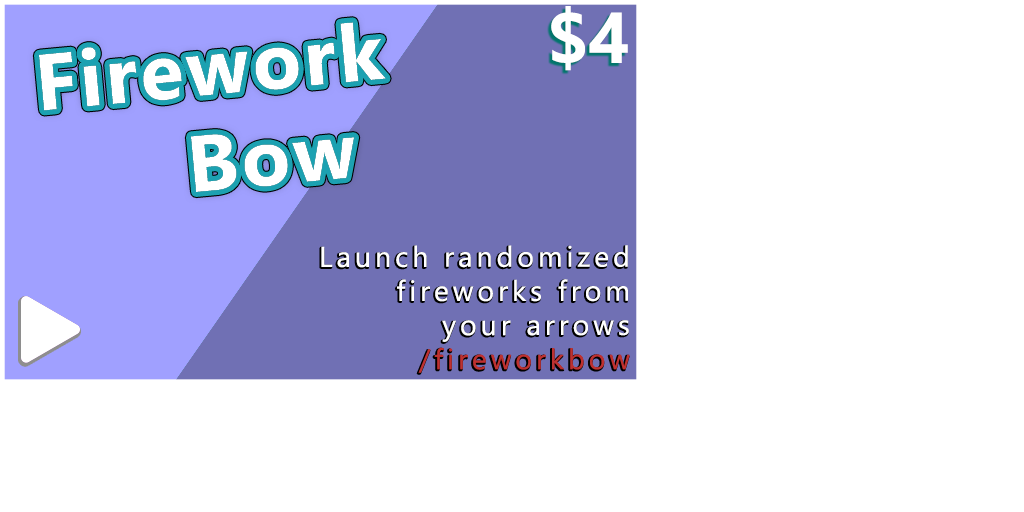 Firework
Bow
$4
Launch randomized
fireworks from
your arrows
/fireworkbow